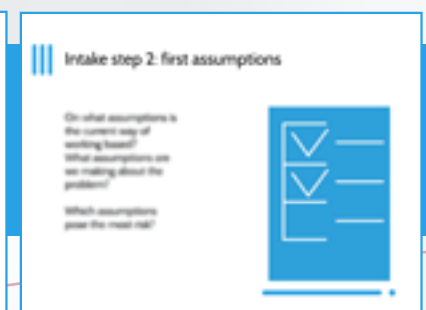 Intake step 2: first assumptions
On what assumptions is
the current way of
working based?
What assumptions are
we making about the
problem?
Which assumptions
pose the most risk?